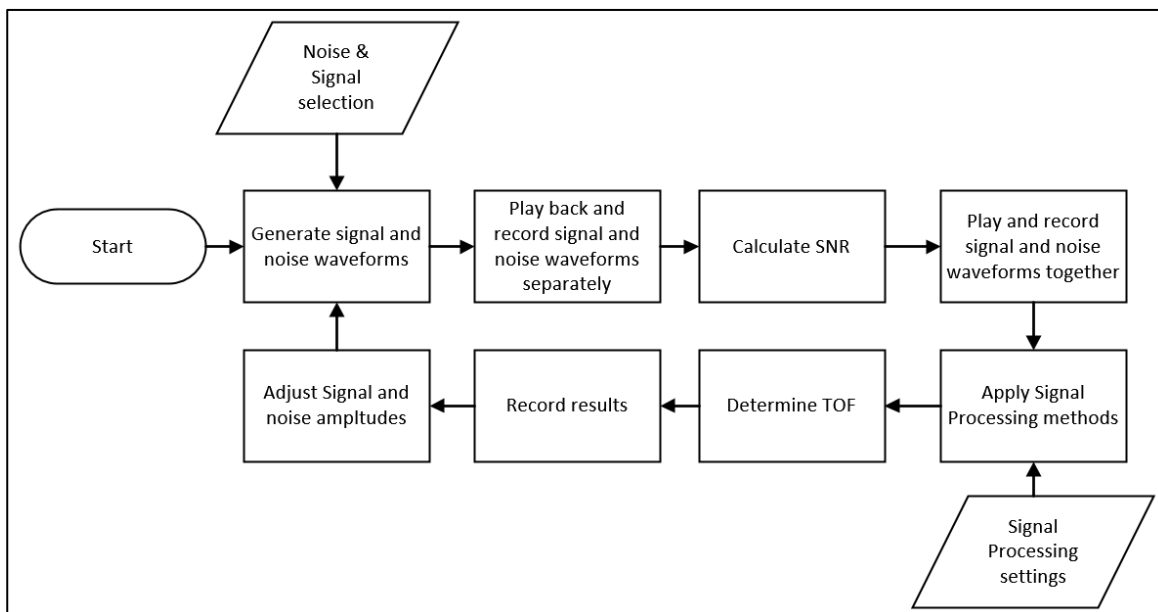 Noise &
Signal
selection
Start
Generate signal and
noise waveforms
Play back and
record signal and
noise waveforms
separately
Calculate SNR
Play and record
signal and noise
waveforms together
Adjust Signal and
noise ampltudes
Record results
Determine TOF
Apply Signal
Processing methods
Signal
Processing
settings